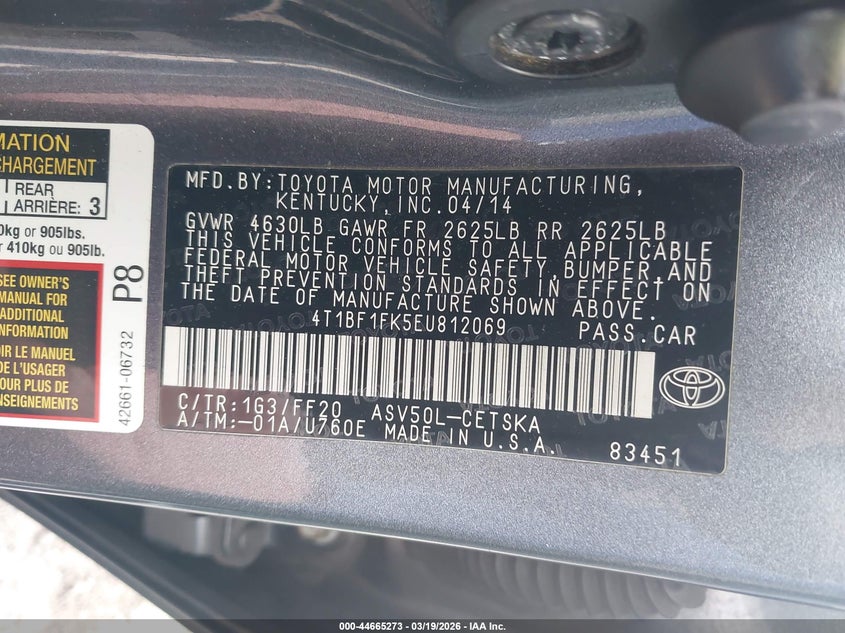 MATION
CHARGEMENT
REAR
ARRIÈRE: 3
0kg or 905lbs.
r 410kg ou 905lb.
SEE OWNER'S
MANUAL FOR
ADDITIONAL
INFORMATION
OIR LE MANUEL
DE L'USAGER
POUR PLUS DE
RENSEIGNEMENTS
P8
42661-06732
MFD.BY:TOYOTA MOTOR MANUFACTURING,
KENTUCKY,INC.04/14
GVWR 4630LB GAWR FR 2625LB RR 2625LB
THIS VEHICLE CONFORMS TO ALL APPLICABLE
FEDERAL MOTOR VEHICLE SAFETY,BUMPER,AND
THEFT PREVENTION STANDARDS IN EFFECT ON
THE DATE OF MANUFACTURE SHOWN ABOVE.
4T1BF1FK5EU812069 PASS.CAR
C/TR:1G3/FF20 ASV50L-CETSKA
A/TM:-01A/U760E MADE IN U.S.A.
83451
000-44665273 - 03/19/2026 - IAA Inc.